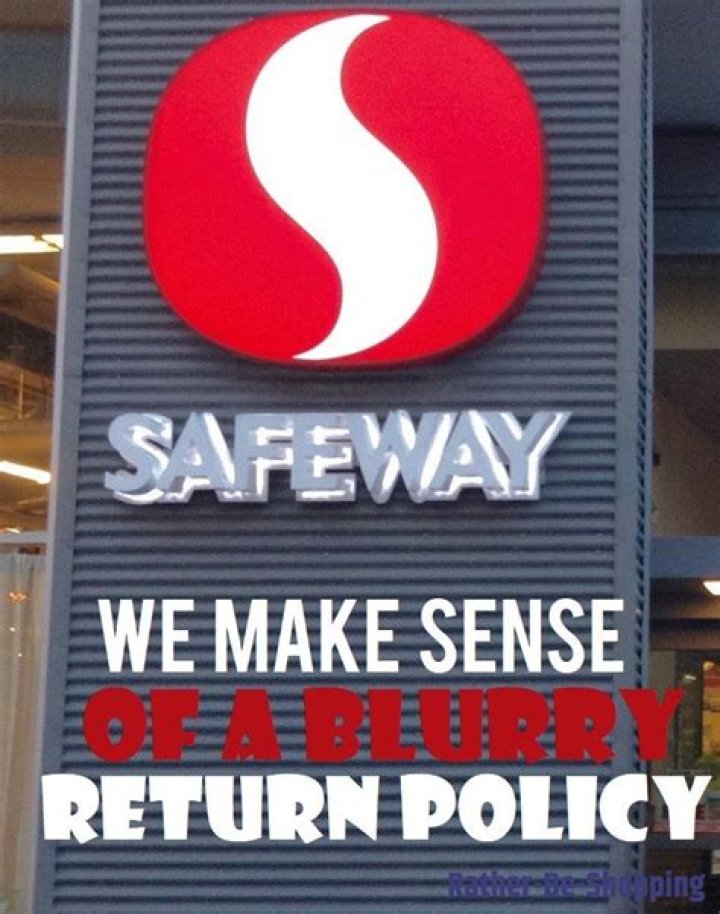 SAFEWAY
WE MAKE SENSE
OF A BLURRY
RETURN POLICY
Rather-Be-Shopping